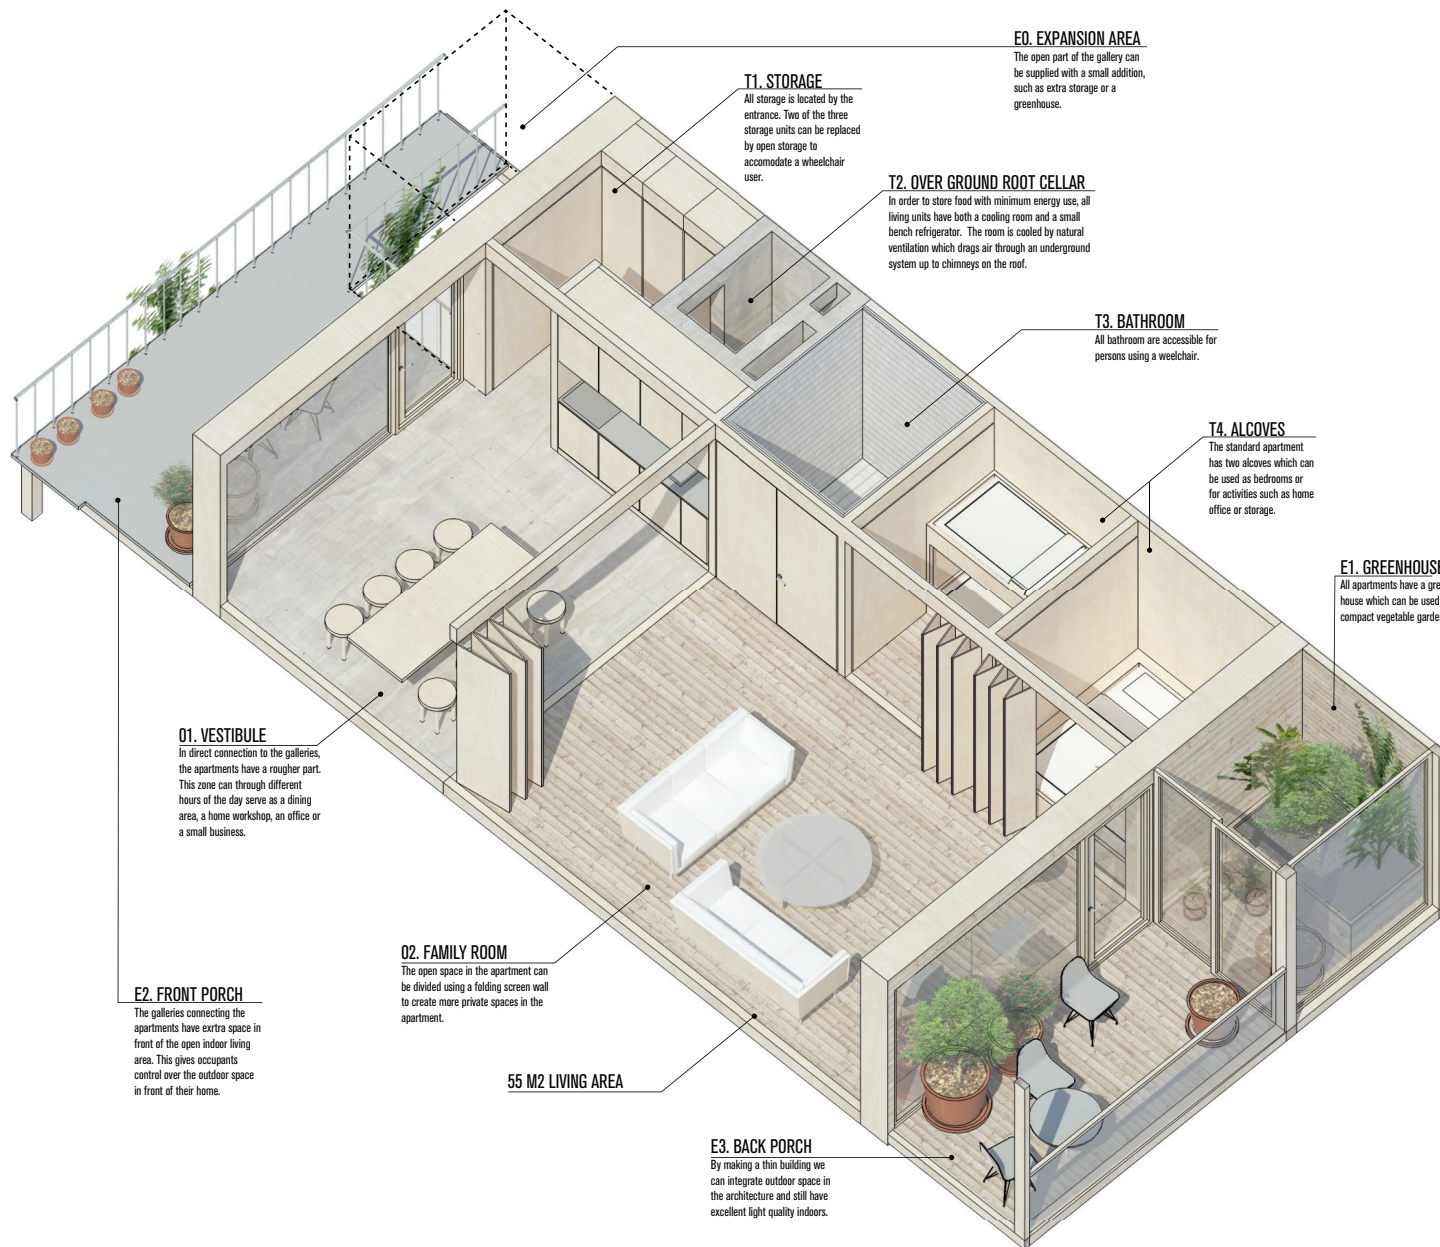 E0. EXPANSION AREA
The open part of the gallery can
be supplied with a small addition,
such as extra storage or a
greenhouse.
T1. STORAGE
All storage is located by the
entrance. Two of the three
storage units can be replaced
by open storage to
accomodate a wheelchair
user.
T2. OVER GROUND ROOT CELLAR
In order to store food with minimum energy use, all
living units have both a cooling room and a small
bench refrigerator. The room is cooled by natural
ventilation which drags air through an underground
system up to chimneys on the roof.
T3. BATHROOM
All bathroom are accessible for
persons using a weelchair.
T4. ALCOVES
The standard apartment
has two alcoves which can
be used as bedrooms or
for activities such as home
office or storage.
E1. GREENHOUSE
All apartments have a gre
house which can be used
compact vegetable garde
01. VESTIBULE
In direct connection to the galleries,
the apartments have a rougher part.
This zone can through different
hours of the day serve as a dining
area, a home workshop, an office or
a small business.
02. FAMILY ROOM
The open space in the apartment can
be divided using a folding screen wall
to create more private spaces in the
apartment.
E2. FRONT PORCH
The galleries connecting the
apartments have exrtra space in
front of the open indoor living
area. This gives occupants
control over the outdoor space
in front of their home.
55 M2 LIVING AREA
E3. BACK PORCH
By making a thin building we
can integrate outdoor space in
the architecture and still have
excellent light quality indoors.